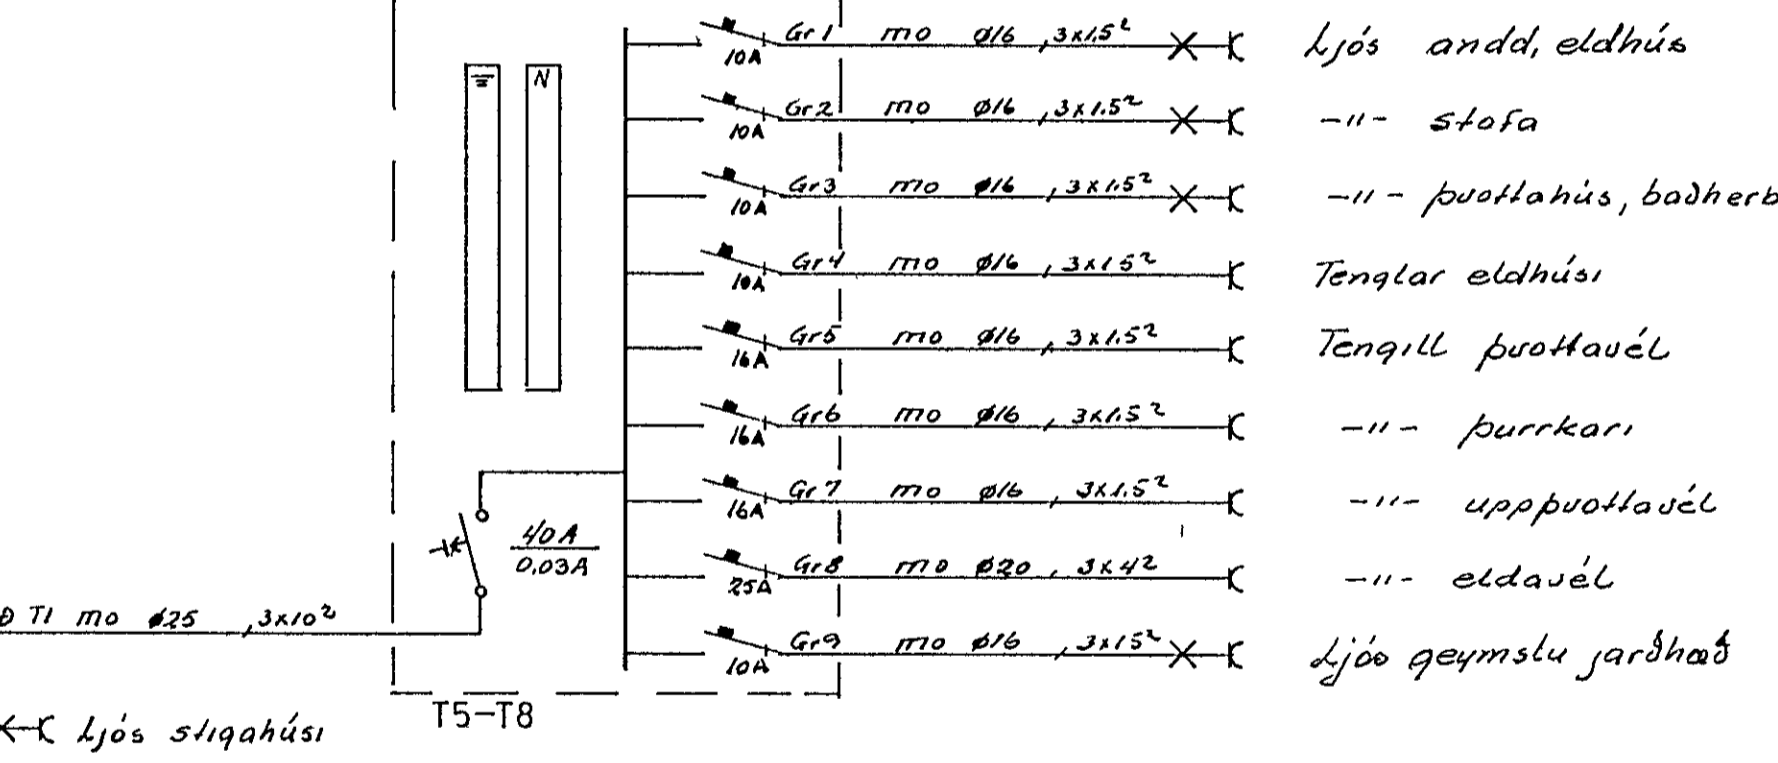 Gr1 mo ø16, 3x1.5² Ljós andd, eldhús
10A
N
Gr2 mo ø16, 3x1.5² -"- stofa
10A
Gr3 mo ø16, 3x1.5² -"- þvottahús, baðherb
10A
Gr4 mo ø16, 3x1.5² Tenglar eldhúsi
10A
Gr5 mo ø16, 3x1.5² Tengill þvottavél
16A
Gr6 mo ø16, 3x1.5² -"- þurrkari
16A
Gr7 mo ø16, 3x1.5² -"- uppþvottavél
16A
40A
0,03A
Gr8 mo ø20, 3x4² -"- eldavél
25A
T1 mo ø25, 3x10²
Gr9 mo ø16, 3x15² Ljós geymslu jarðhæð
10A
T5-T8
Ljós stigahúsi